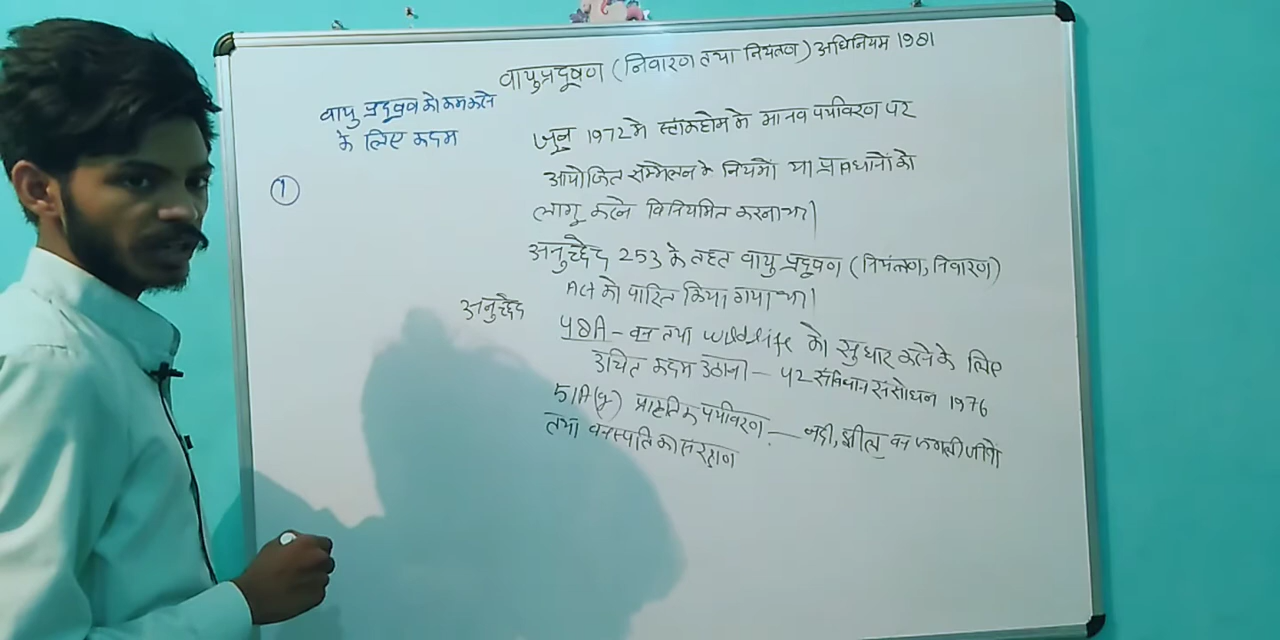 वायु प्रदूषण (निवारण तथा नियंत्रण) अधिनियम 1981
वायु प्रदूषण को कम करने
के लिए कदम
①
जून 1972 मे स्टॉकहोम मे मानव पर्यावरण पर
आयोजित सम्मेलन के नियमों या प्रावधानों को
लागू करने विनियमित करना था।
अनुच्छेद 253 के तहत वायु प्रदूषण (नियंत्रण, निवारण)
Act को पारित किया गया था।
अनुच्छेद
48A - वन तथा wildlife को सुधार करने के लिए
उचित कदम उठाना - 42 संविधान संसोधन 1976
51A(g) प्राकृतिक पर्यावरण - नदी, झील, वन जंगली जीवो
तथा वनस्पति का संरक्षण